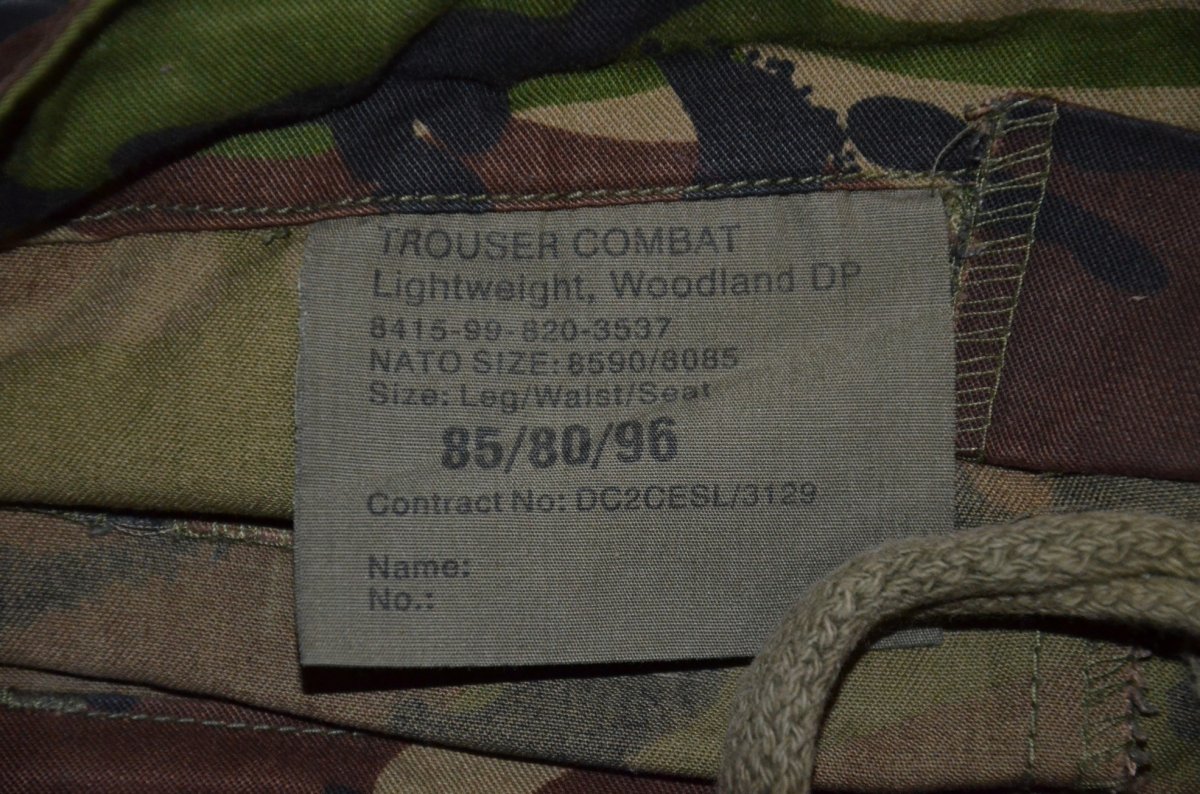 TROUSER COMBAT
Lightweight, Woodland DP
8415-99-820-3537
NATO SIZE: 8590/8085
Size: Leg/Waist/Seat
85/80/96
Contract No: DC2CESL/3129
Name:
No.: